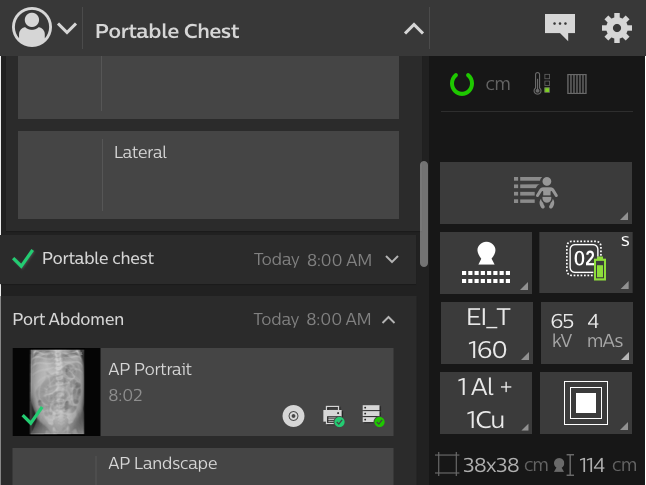 Portable Chest
cm
Lateral
Portable chest
Today 8:00 AM
S
02
Port Abdomen
Today 8:00 AM
EI_T
160
65
kV
4
mAs
AP Portrait
8:02
1 Al +
1Cu
AP Landscape
38x38 cm
114 cm